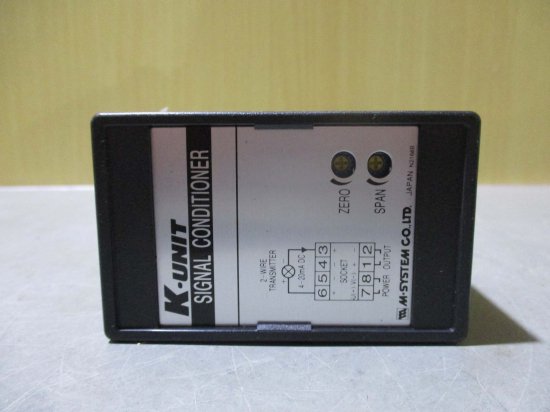 K-UNIT
SIGNAL CONDITIONER
ZERO
SPAN
2-WIRE
TRANSMITTER
4-20mA DC
6 5 4 3
SOCKET
7 8 1 2
POWER OUTPUT
M-SYSTEM CO., LTD.
JAPAN